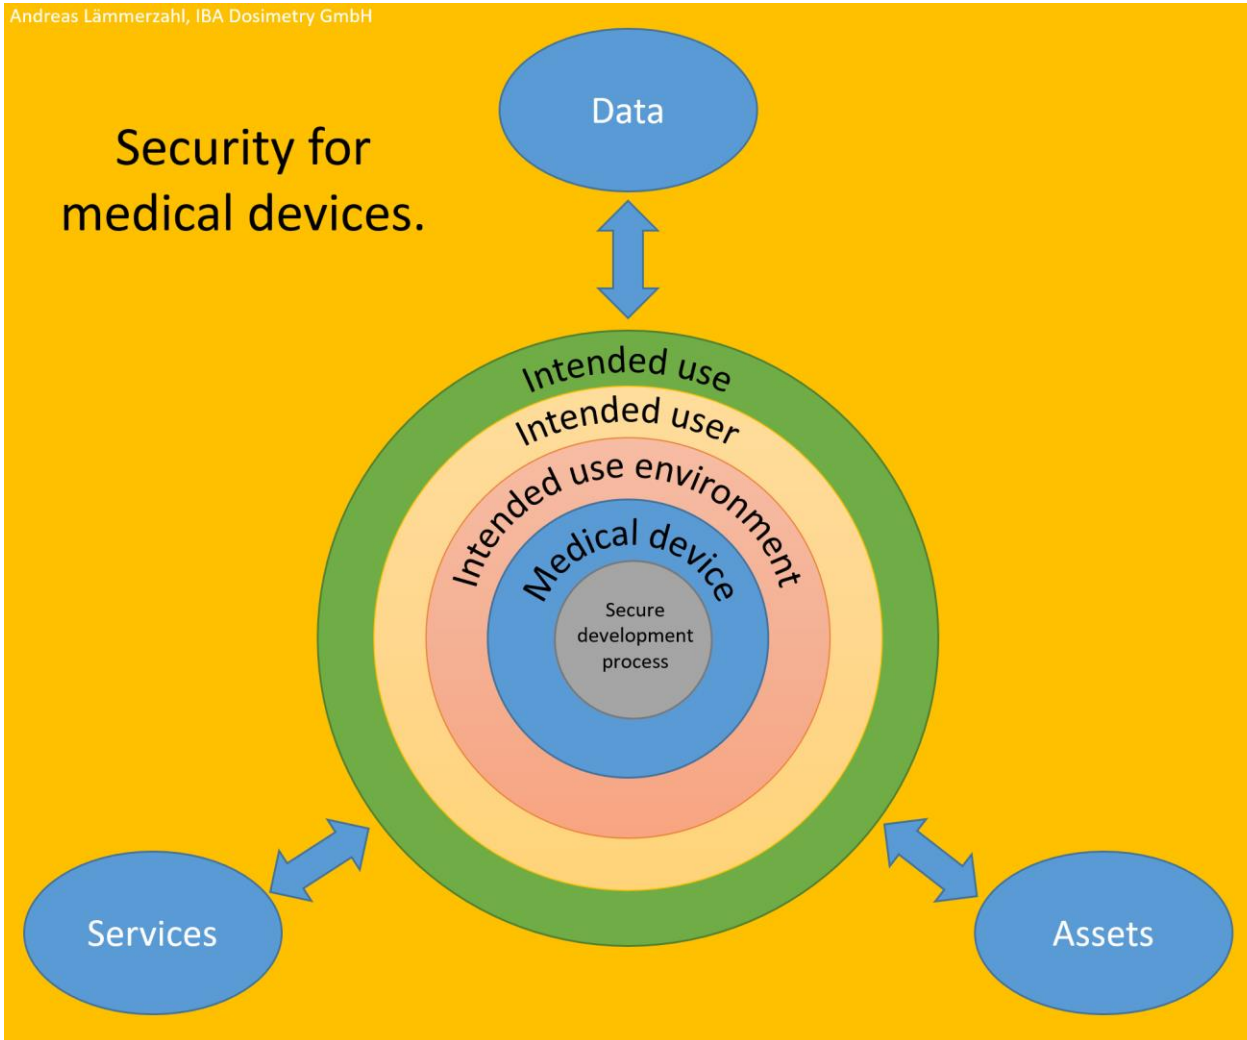 Andreas Lämmerzahl, IBA Dosimetry GmbH
Security for
medical devices.
Data
Intended use
Intended user
Intended use environment
Medical device
Secure
development
process
Services
Assets